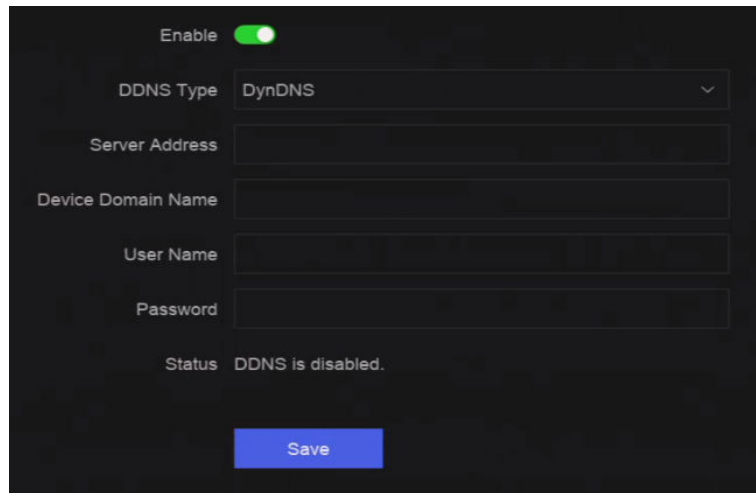 Enable
DDNS Type DynDNS
Server Address
Device Domain Name
User Name
Password
Status DDNS is disabled.
Save